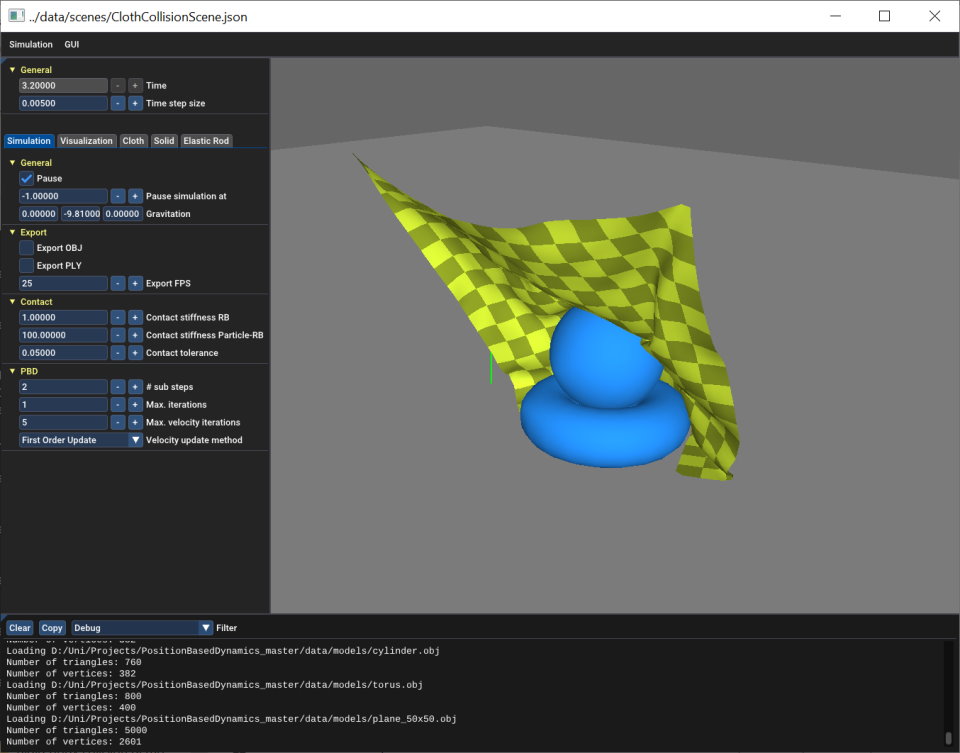 ../data/scenes/ClothCollisionScene.json
Simulation GUI
General
3.20000 - + Time
0.00500 - + Time step size
Simulation Visualization Cloth Solid Elastic Rod
General
Pause
-1.00000 - + Pause simulation at
0.00000 -9.81000 0.00000 Gravitation
Export
Export OBJ
Export PLY
25 - + Export FPS
Contact
1.00000 - + Contact stiffness RB
100.00000 - + Contact stiffness Particle-RB
0.05000 - + Contact tolerance
PBD
2 - + # sub steps
1 - + Max. iterations
5 - + Max. velocity iterations
First Order Update Velocity update method
Clear Copy Debug Filter
Number of vertices: 382
Loading D:/Uni/Projects/PositionBasedDynamics_master/data/models/cylinder.obj
Number of triangles: 760
Number of vertices: 382
Loading D:/Uni/Projects/PositionBasedDynamics_master/data/models/torus.obj
Number of triangles: 800
Number of vertices: 400
Loading D:/Uni/Projects/PositionBasedDynamics_master/data/models/plane_50x50.obj
Number of triangles: 5000
Number of vertices: 2601